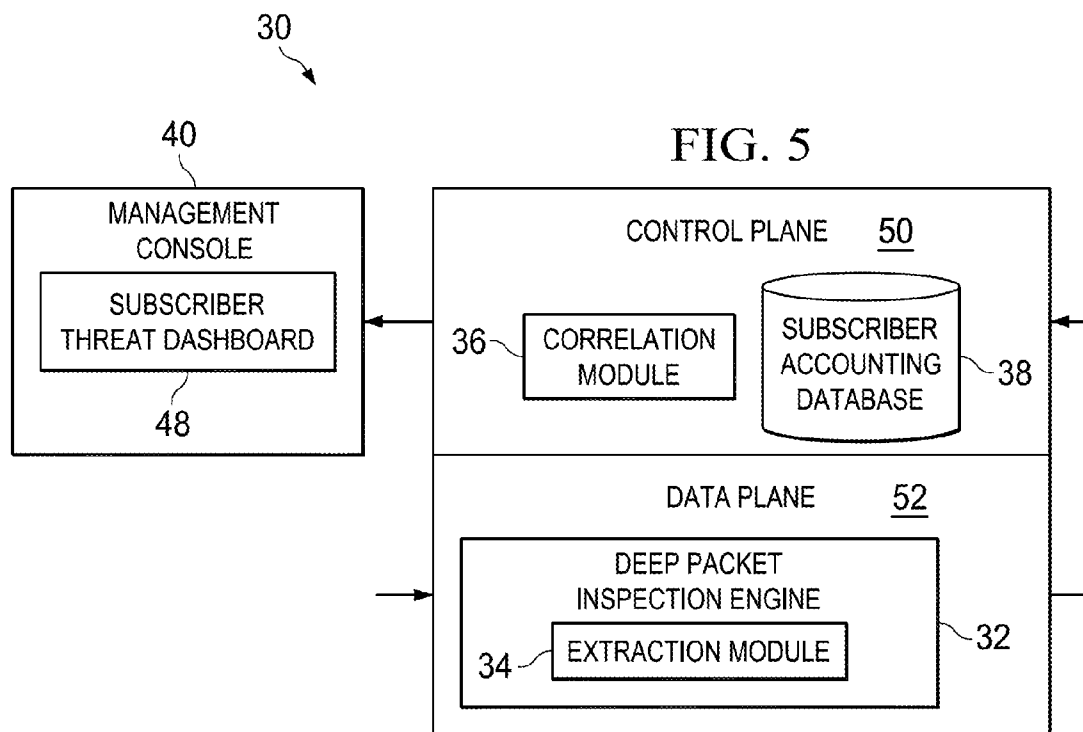 30
FIG. 5
40
MANAGEMENT
CONSOLE
SUBSCRIBER
THREAT DASHBOARD
48
CONTROL PLANE 50
36
CORRELATION
MODULE
SUBSCRIBER
ACCOUNTING
DATABASE
38
DATA PLANE 52
DEEP PACKET
INSPECTION ENGINE
32
34
EXTRACTION MODULE